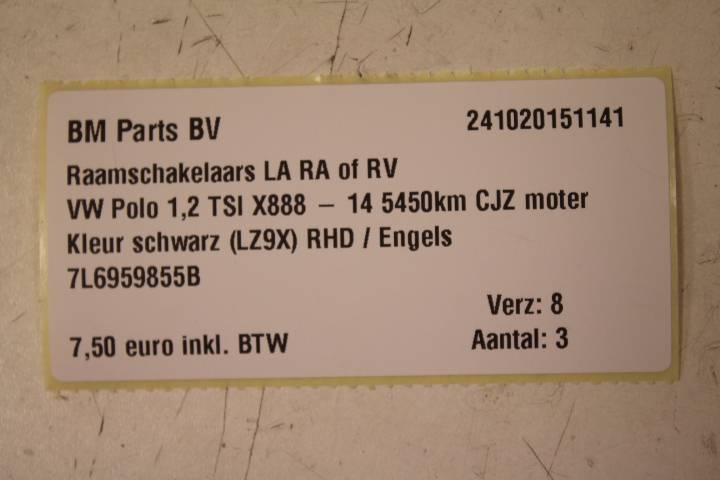 BM Parts BV 241020151141
Raamschakelaars LA RA of RV
VW Polo 1,2 TSI X888 – 14 5450km CJZ moter
Kleur schwarz (LZ9X) RHD / Engels
7L6959855B
Verz: 8
7,50 euro inkl. BTW Aantal: 3